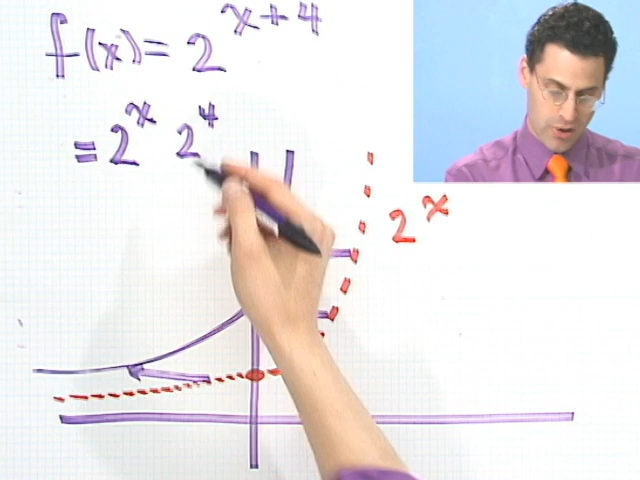 f(x) = 2^{x+4}
= 2^x 2^4
2^x